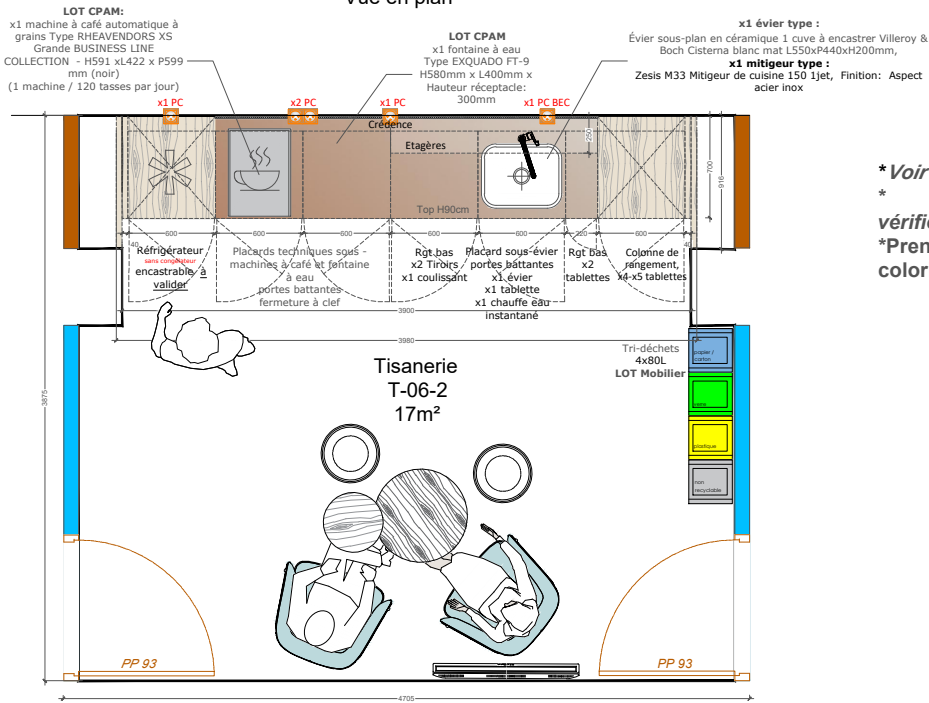 Vue en plan
LOT CPAM:
x1 machine à café automatique à
grains Type RHEAVENDORS XS
Grande BUSINESS LINE
COLLECTION - H591 xL422 x P599
mm (noir)
(1 machine / 120 tasses par jour)
LOT CPAM
x1 fontaine à eau
Type EXQUADO FT-9
H580mm x L400mm x
Hauteur réceptacle:
300mm
x1 évier type :
Évier sous-plan en céramique 1 cuve à encastrer Villeroy &
Boch Cisterna blanc mat L550xP440xH200mm,
x1 mitigeur type :
Zesis M33 Mitigeur de cuisine 150 1jet, Finition: Aspect
acier inox
x1 PC
x2 PC
x1 PC
x1 PC BEC
Crédence
Etagères
250
700
916
Top H90cm
*Voir
*
vérifi
*Pren
color
600
600
600
600
600
320
600
40
40
Réfrigérateur
sans congélateur
encastrable à
valider
Placards techniques sous -
machines à café et fontaine
à eau
portes battantes
fermeture à clef
Rgt bas
x2 Tiroirs
x1 coulissant
Placard sous-évier
portes battantes
x1 évier
x1 tablette
x1 chauffe eau
instantané
Rgt bas
x2
tablettes
Colonne de
rangement,
x4-x5 tablettes
3900
3980
3875
Tisanerie
T-06-2
17m²
Tri-déchets
4x80L
LOT Mobilier
papier /
carton
verre
plastique
non
recyclable
PP 93
PP 93
4705